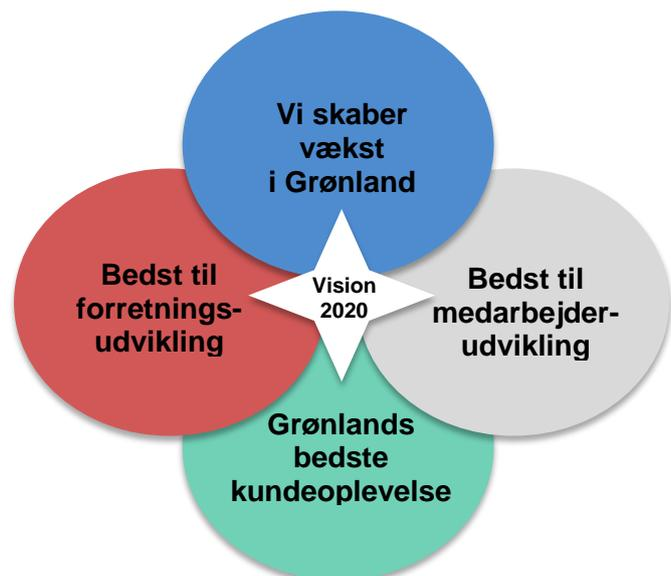 Vi skaber
vækst
i Grønland
Bedst til
forretnings-
udvikling
Vision
2020
Bedst til
medarbejder-
udvikling
Grønlands
bedste
kundeoplevelse